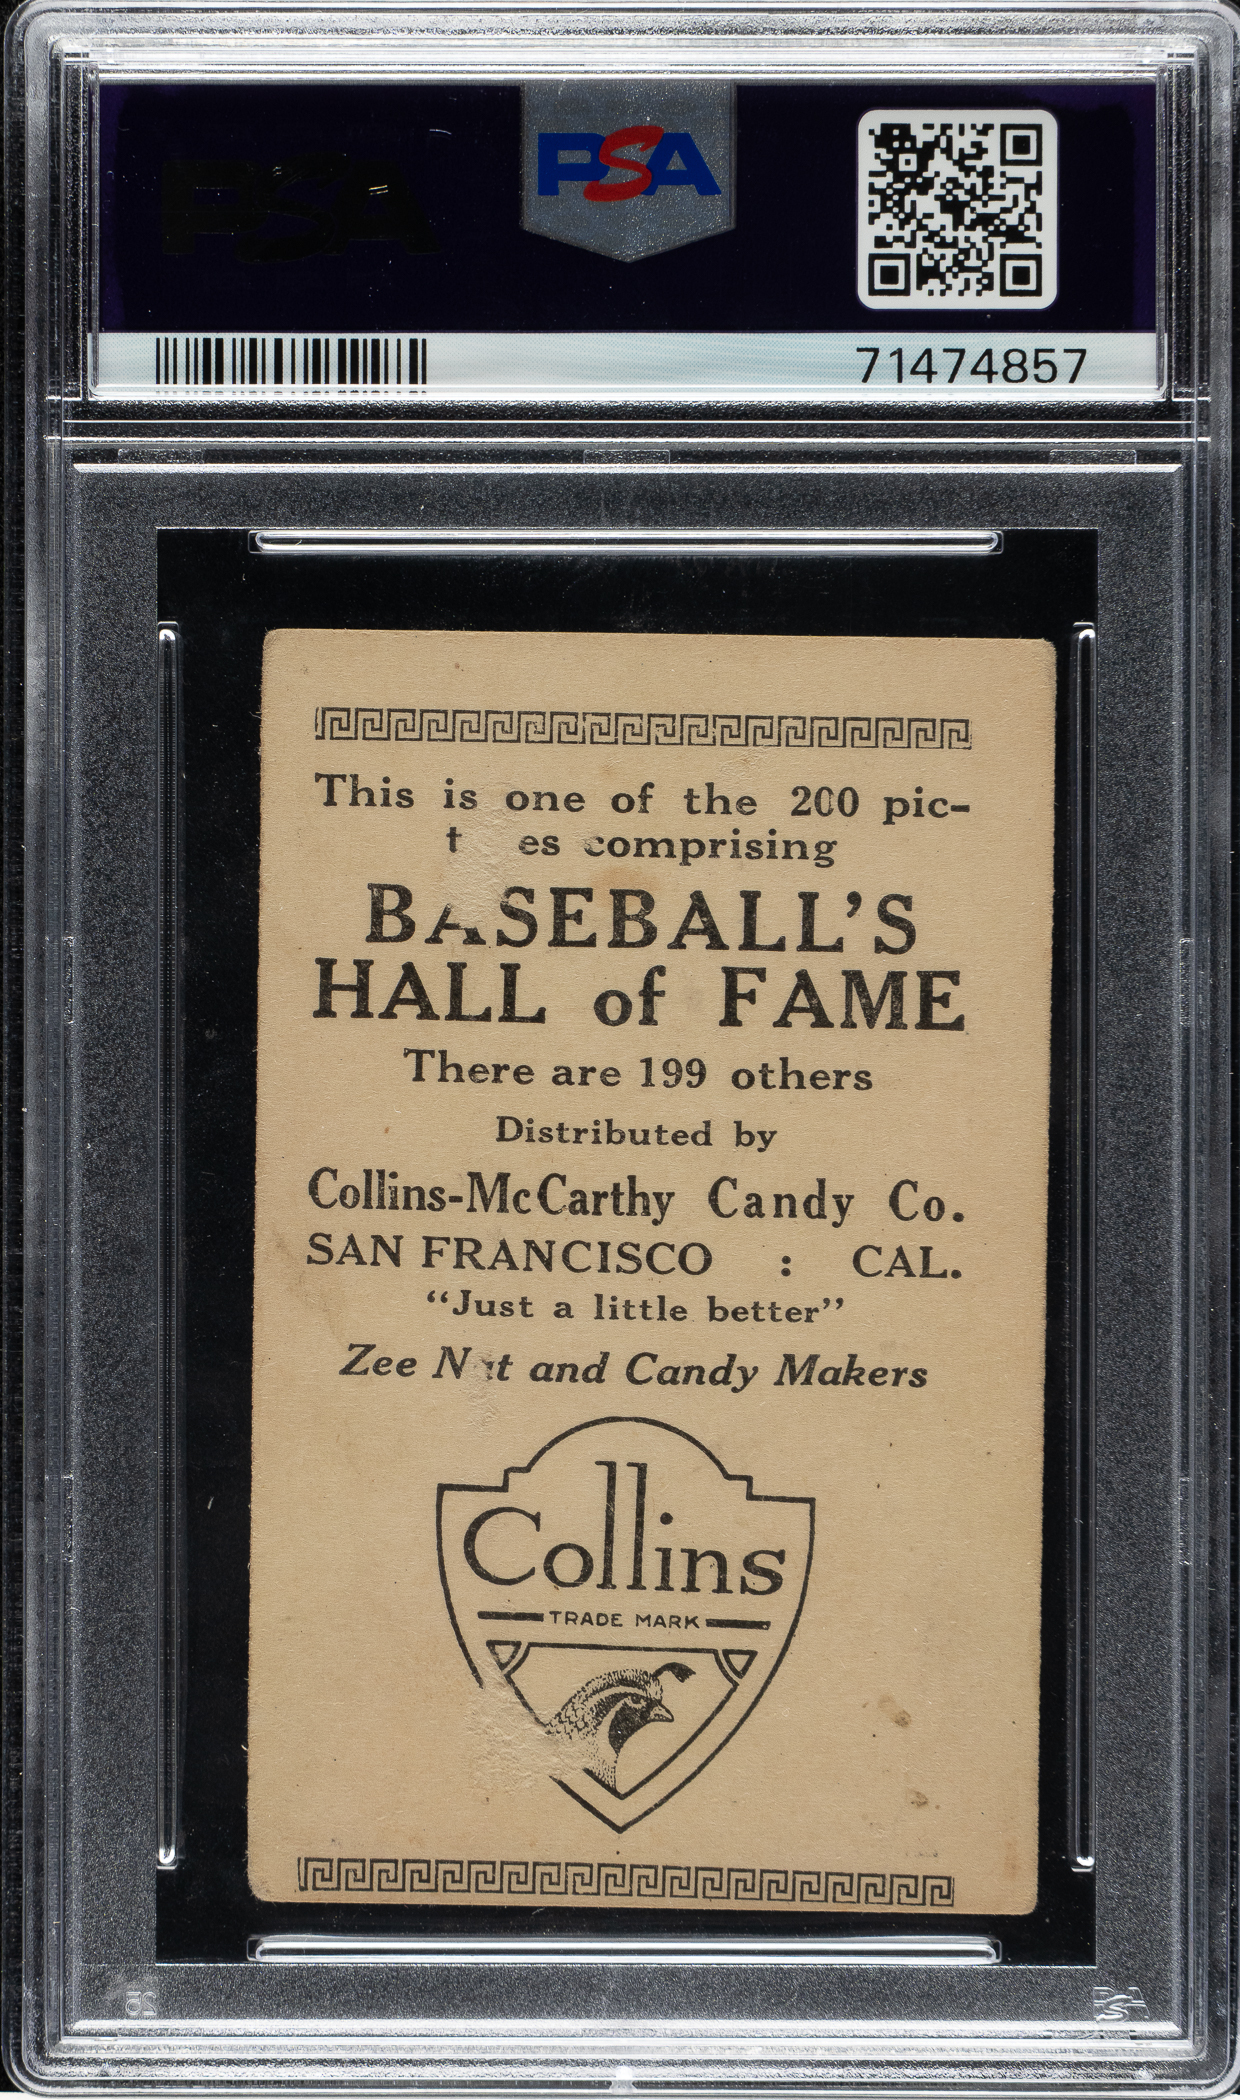 PSA
71474857
This is one of the 200 pic-
t es comprising
BASEBALL'S
HALL of FAME
There are 199 others
Distributed by
Collins-McCarthy Candy Co.
SAN FRANCISCO : CAL.
"Just a little better"
Zee N t and Candy Makers
Collins
TRADE MARK
PSA